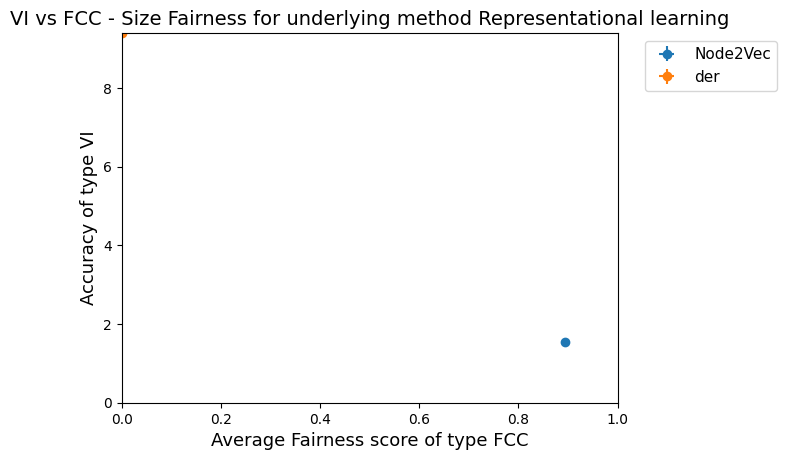 VI vs FCC - Size Fairness for underlying method Representational learning
Node2Vec
der
Accuracy of type VI
8
6
4
2
0
0.0 0.2 0.4 0.6 0.8 1.0
Average Fairness score of type FCC